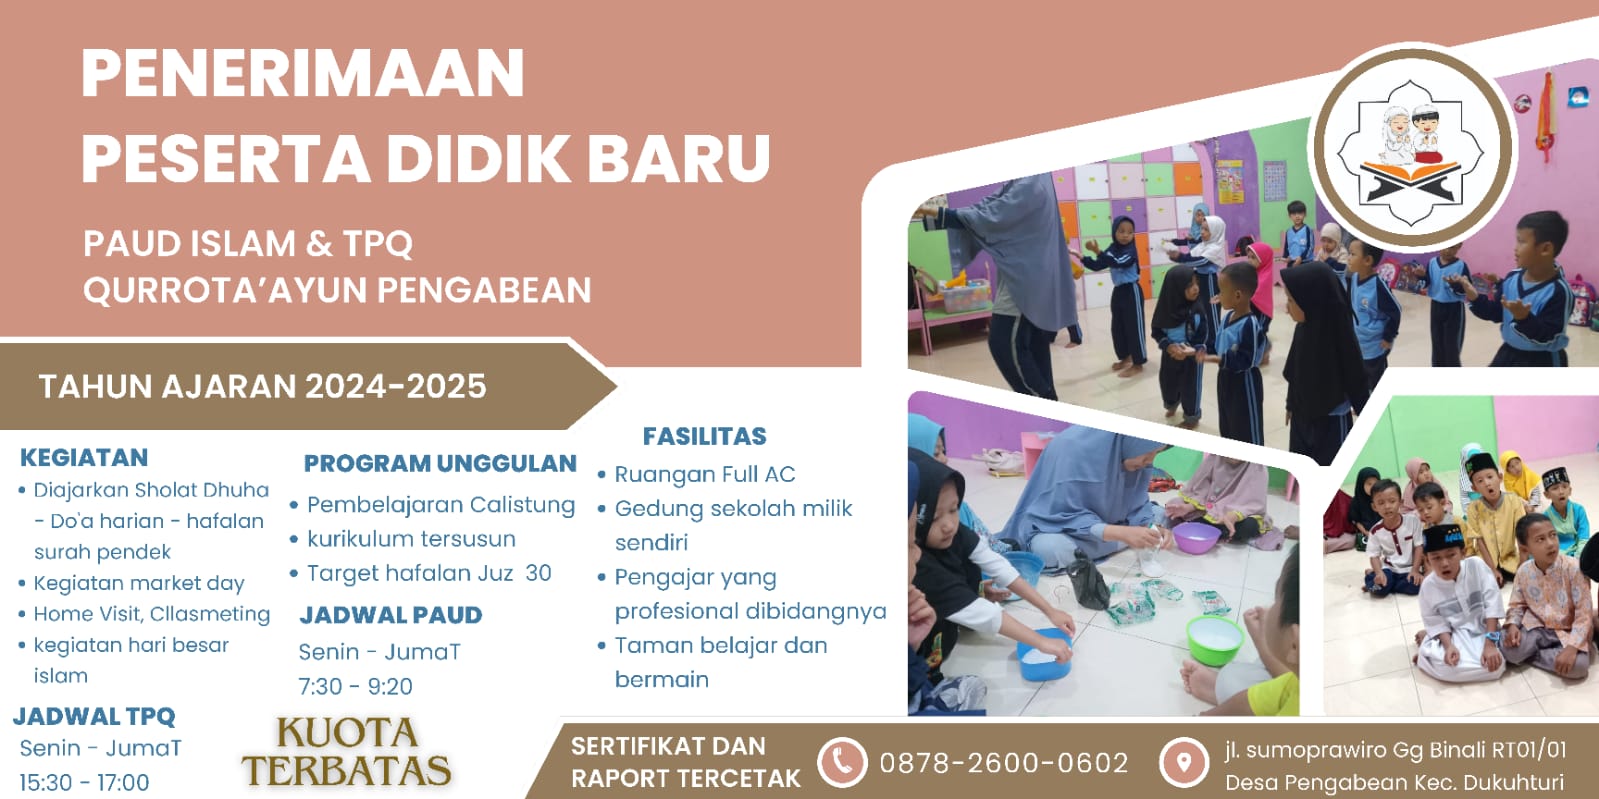 PENERIMAAN
PESERTA DIDIK BARU
PAUD ISLAM & TPQ
QURROTA'AYUN PENGABEAN
TAHUN AJARAN 2024-2025
KEGIATAN
• Diajarkan Sholat Dhuha
- Do'a harian - hafalan
surah pendek
• Kegiatan market day
• Home Visit, Cllasmeting
• kegiatan hari besar
islam
JADWAL TPQ
Senin - JumaT
15:30 - 17:00
PROGRAM UNGGULAN
• Pembelajaran Calistung
• kurikulum tersusun
• Target hafalan Juz 30
JADWAL PAUD
Senin - JumaT
7:30 - 9:20
KUOTA
TERBATAS
FASILITAS
• Ruangan Full AC
• Gedung sekolah milik
sendiri
• Pengajar yang
profesional dibidangnya
• Taman belajar dan
bermain
SERTIFIKAT DAN
RAPORT TERCETAK
0878-2600-0602
jl. sumoprawiro Gg Binali RT01/01
Desa Pengabean Kec. Dukuhturi